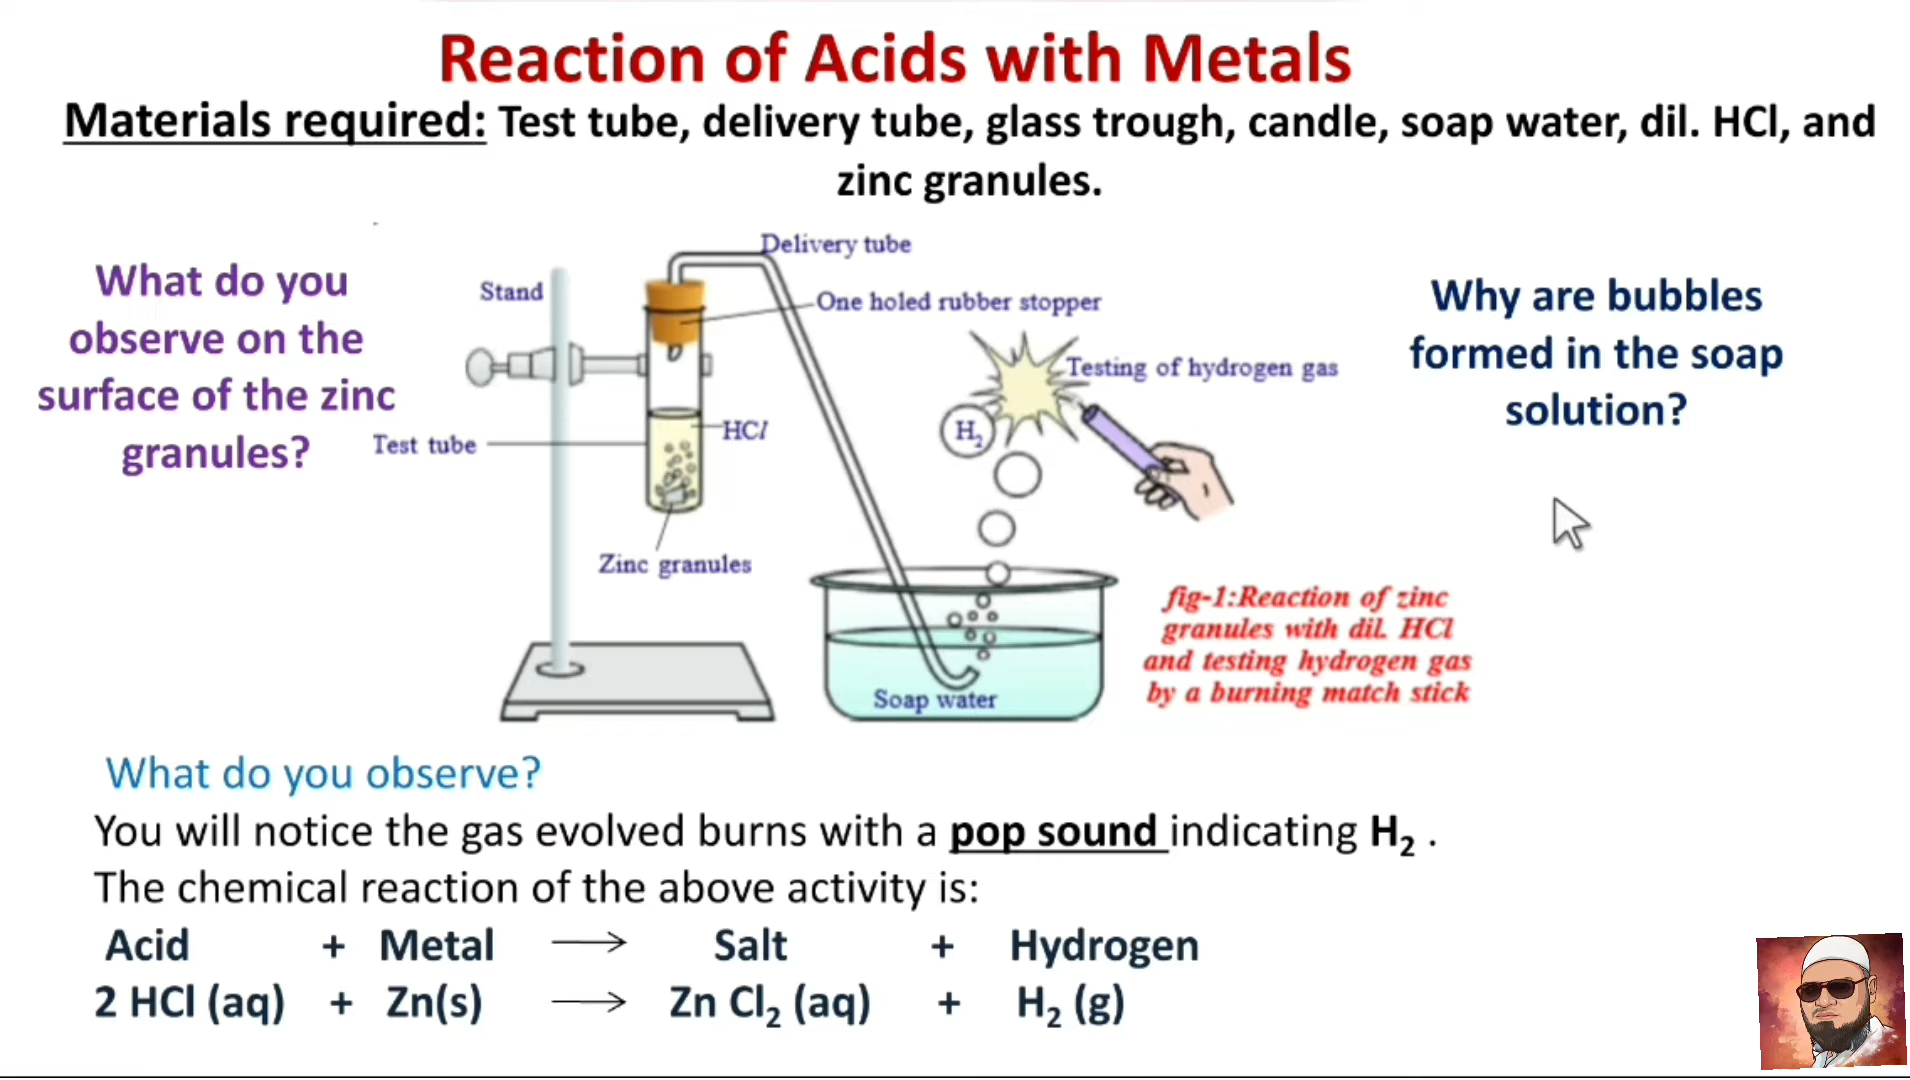 Reaction of Acids with Metals
Materials required: Test tube, delivery tube, glass trough, candle, soap water, dil. HCl, and
zinc granules.
What do you
observe on the
surface of the zinc
granules?
Delivery tube
Stand
One holed rubber stopper
Testing of hydrogen gas
H₂
HCl
Test tube
Zinc granules
Soap water
Why are bubbles
formed in the soap
solution?
fig-1:Reaction of zinc
granules with dil. HCl
and testing hydrogen gas
by a burning match stick
What do you observe?
You will notice the gas evolved burns with a pop sound indicating H₂ .
The chemical reaction of the above activity is:
Acid + Metal ⟶ Salt + Hydrogen
2 HCl (aq) + Zn(s) ⟶ Zn Cl₂ (aq) + H₂ (g)